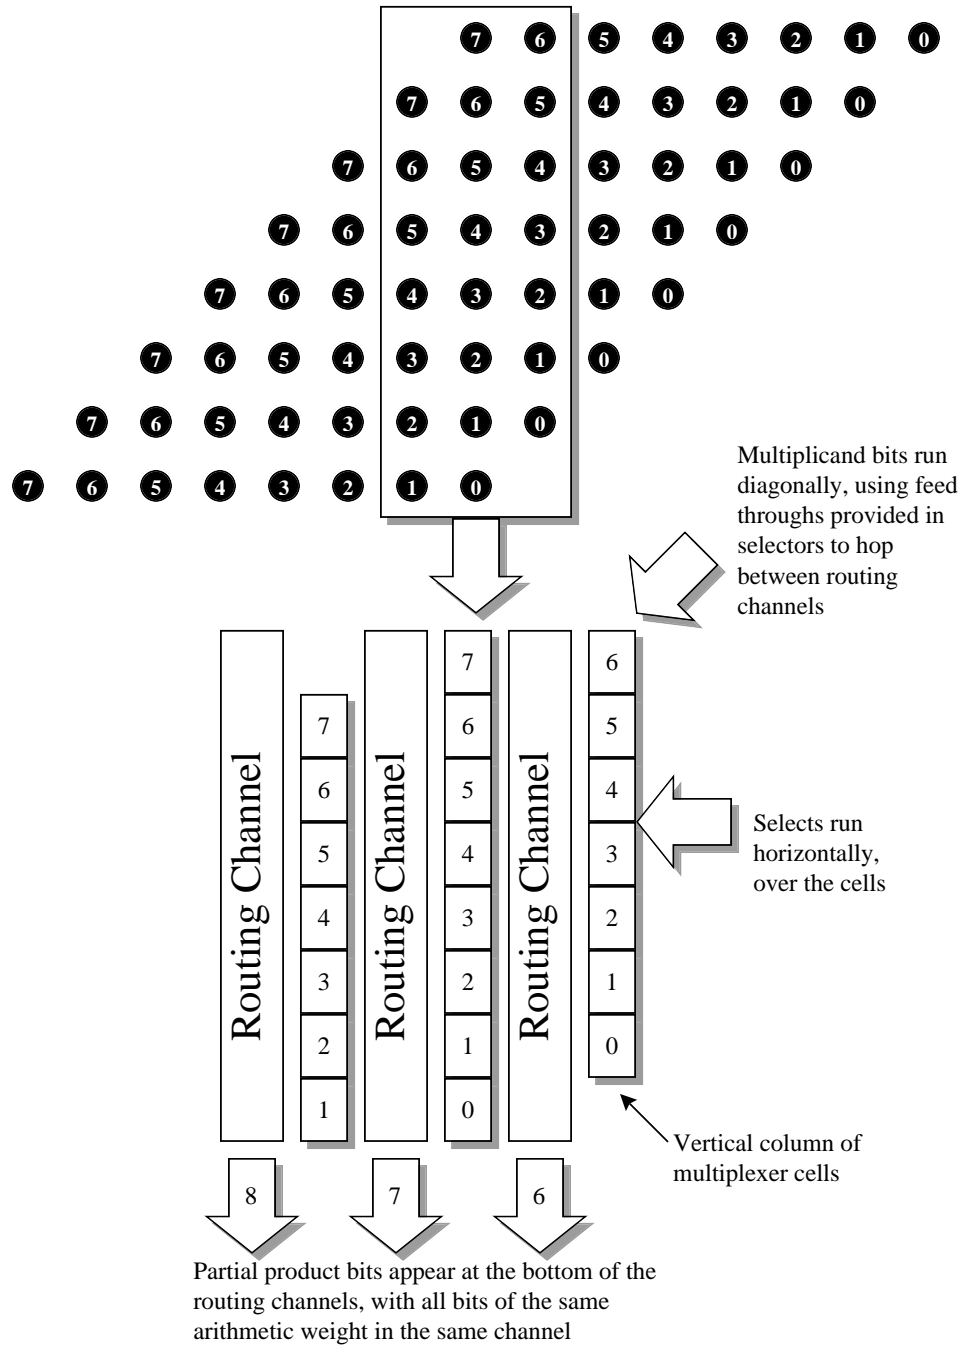 7 6 5 4 3 2 1 0
7 6 5 4 3 2 1 0
7 6 5 4 3 2 1 0
7 6 5 4 3 2 1 0
7 6 5 4 3 2 1 0
7 6 5 4 3 2 1 0
7 6 5 4 3 2 1 0
7 6 5 4 3 2 1 0
Multiplicand bits run
diagonally, using feed
throughs provided in
selectors to hop
between routing
channels
Routing Channel
7
6
5
4
3
2
1
Routing Channel
7
6
5
4
3
2
1
0
Routing Channel
6
5
4
3
2
1
0
Selects run
horizontally,
over the cells
Vertical column of
multiplexer cells
8 7 6
Partial product bits appear at the bottom of the
routing channels, with all bits of the same
arithmetic weight in the same channel